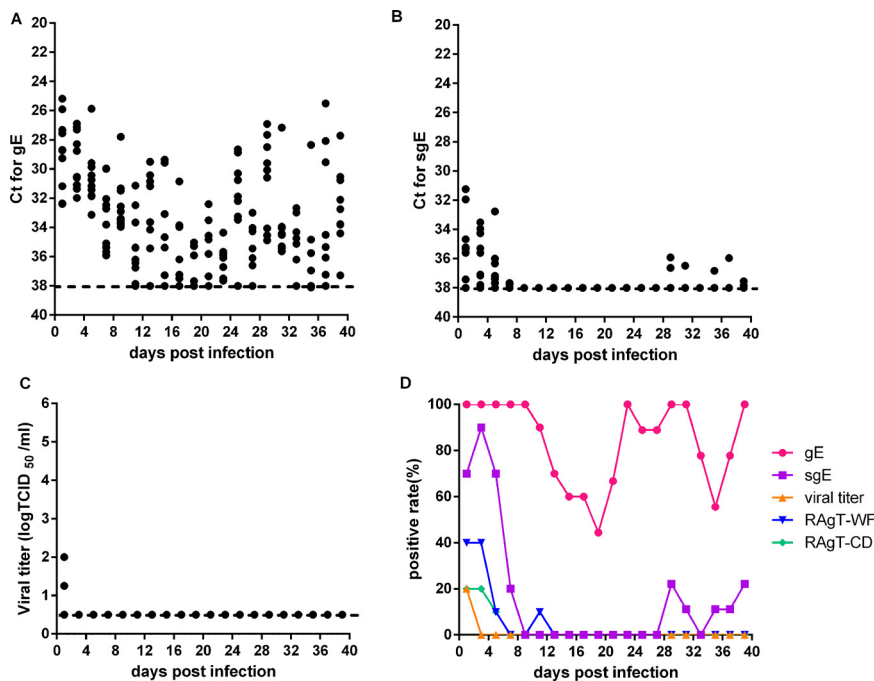 A
20
22
24
26
28
30
32
34
36
38
40
Ct for gE
0 4 8 12 16 20 24 28 32 36 40
days post infection
B
20
22
24
26
28
30
32
34
36
38
40
Ct for sgE
0 4 8 12 16 20 24 28 32 36 40
days post infection
C
6
5
4
3
2
1
0
Viral titer (logTCID 50 /ml)
0 4 8 12 16 20 24 28 32 36 40
days post infection
D
100
80
60
40
20
0
positive rate(%)
0 4 8 12 16 20 24 28 32 36 40
days post infection
gE
sgE
viral titer
RAgT-WF
RAgT-CD